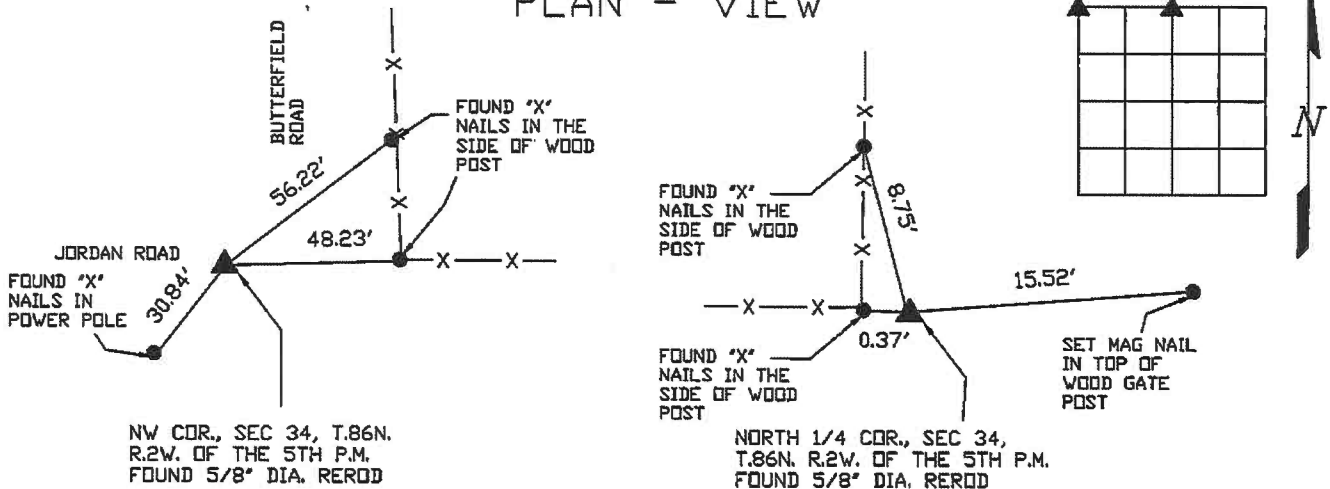 PLAN - VIEW
BUTTERFIELD
ROAD
FOUND "X"
NAILS IN THE
SIDE OF WOOD
POST
56.22'
48.23'
JORDAN ROAD
FOUND "X"
NAILS IN
POWER POLE
30.84'
NW COR., SEC 34, T.86N.
R.2W. OF THE 5TH P.M.
FOUND 5/8" DIA. REROD
FOUND "X"
NAILS IN THE
SIDE OF WOOD
POST
8.75'
15.52'
0.37'
FOUND "X"
NAILS IN THE
SIDE OF WOOD
POST
SET MAG NAIL
IN TOP OF
WOOD GATE
POST
NORTH 1/4 COR., SEC 34,
T.86N. R.2W. OF THE 5TH P.M.
FOUND 5/8" DIA. REROD
N